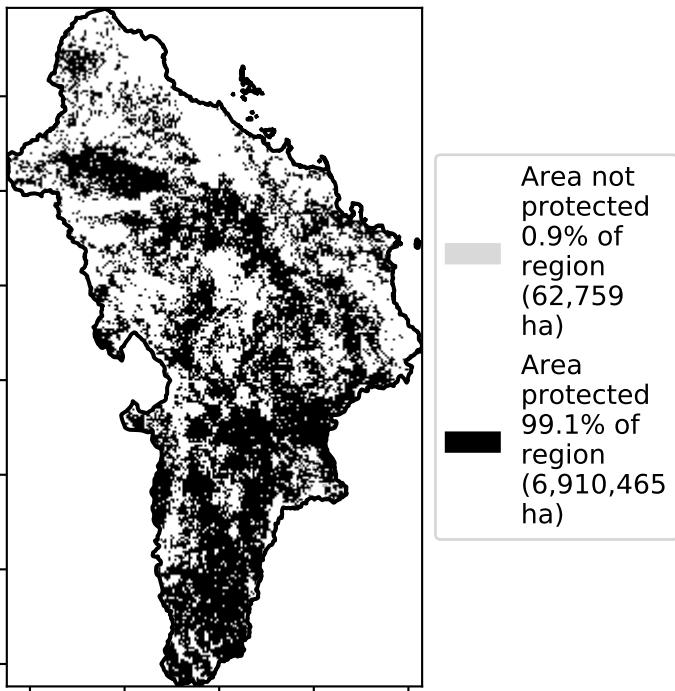 Area not
protected
0.9% of
region
(62,759
ha)
Area
protected
99.1% of
region
(6,910,465
ha)